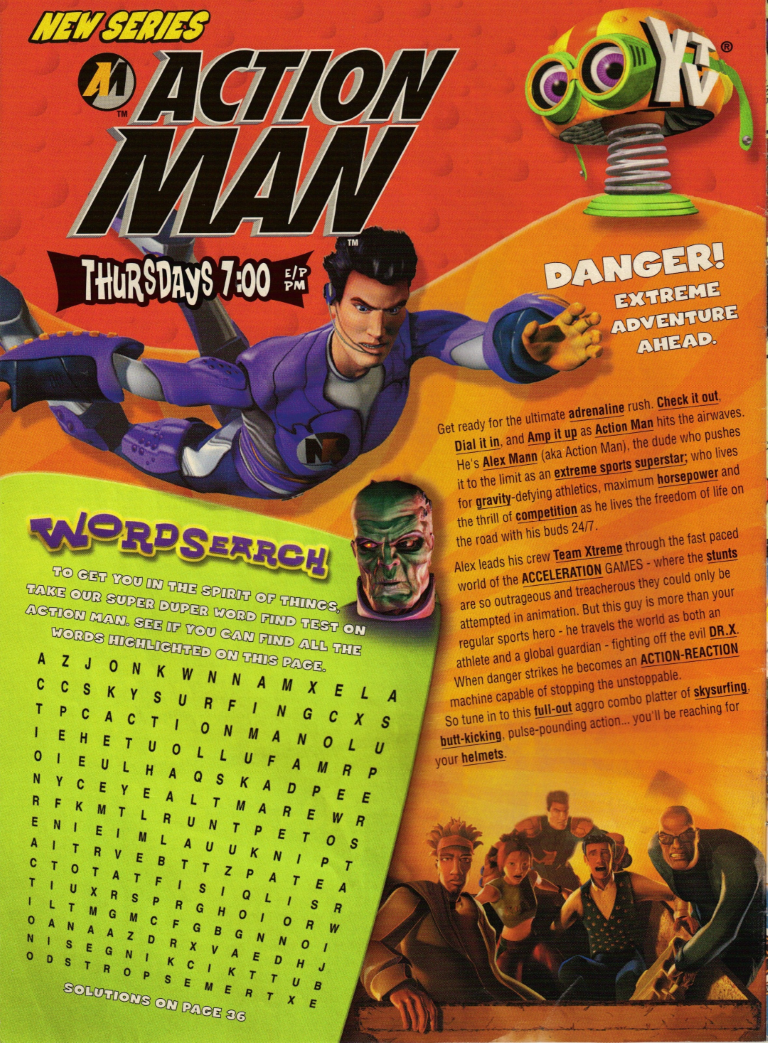 NEW SERIES
AM ACTION
MAN
TM
TM
YTV®
THURSDAYS 7:00 E/P PM
DANGER!
EXTREME
ADVENTURE
AHEAD.
Get ready for the ultimate adrenaline rush. Check it out,
Dial it in, and Amp it up as Action Man hits the airwaves.
He's Alex Mann (aka Action Man), the dude who pushes
it to the limit as an extreme sports superstar; who lives
for gravity-defying athletics, maximum horsepower and
the thrill of competition as he lives the freedom of life on
the road with his buds 24/7.
Alex leads his crew Team Xtreme through the fast paced
world of the ACCELERATION GAMES - where the stunts
are so outrageous and treacherous they could only be
attempted in animation. But this guy is more than your
regular sports hero - he travels the world as both an
athlete and a global guardian - fighting off the evil DR.X.
When danger strikes he becomes an ACTION-REACTION
machine capable of stopping the unstoppable.
So tune in to this full-out aggro combo platter of skysurfing,
butt-kicking, pulse-pounding action... you'll be reaching for
your helmets.
WORDSEARCH
TO GET YOU IN THE SPIRIT OF THINGS,
TAKE OUR SUPER DUPER WORD FIND TEST ON
ACTION MAN. SEE IF YOU CAN FIND ALL THE
WORDS HIGHLIGHTED ON THIS PAGE.
A Z J O N K W N N A M X E L A
C C S K Y S U R F I N G C X S
T P C A C T I O N M A N O L U
I E H E T U O L L U F A M R P
O I E U L H A Q S K A D P E E
N Y C E Y E A L T M A R E W R
R F K M T L R U N T P E T O S
E N I E I M L A U U K N I P T
A I T R V E B T T Z P A T E A
C T O T A T F I S I Q L I S R
T I U X R S P R G H O I O R W
I L T M G M C F G B G N N O I
O A N A A Z D R X V A E D H J
N I S E G N I K C I K T T U B
O D S T R O P S E M E R T X E
SOLUTIONS ON PAGE 36